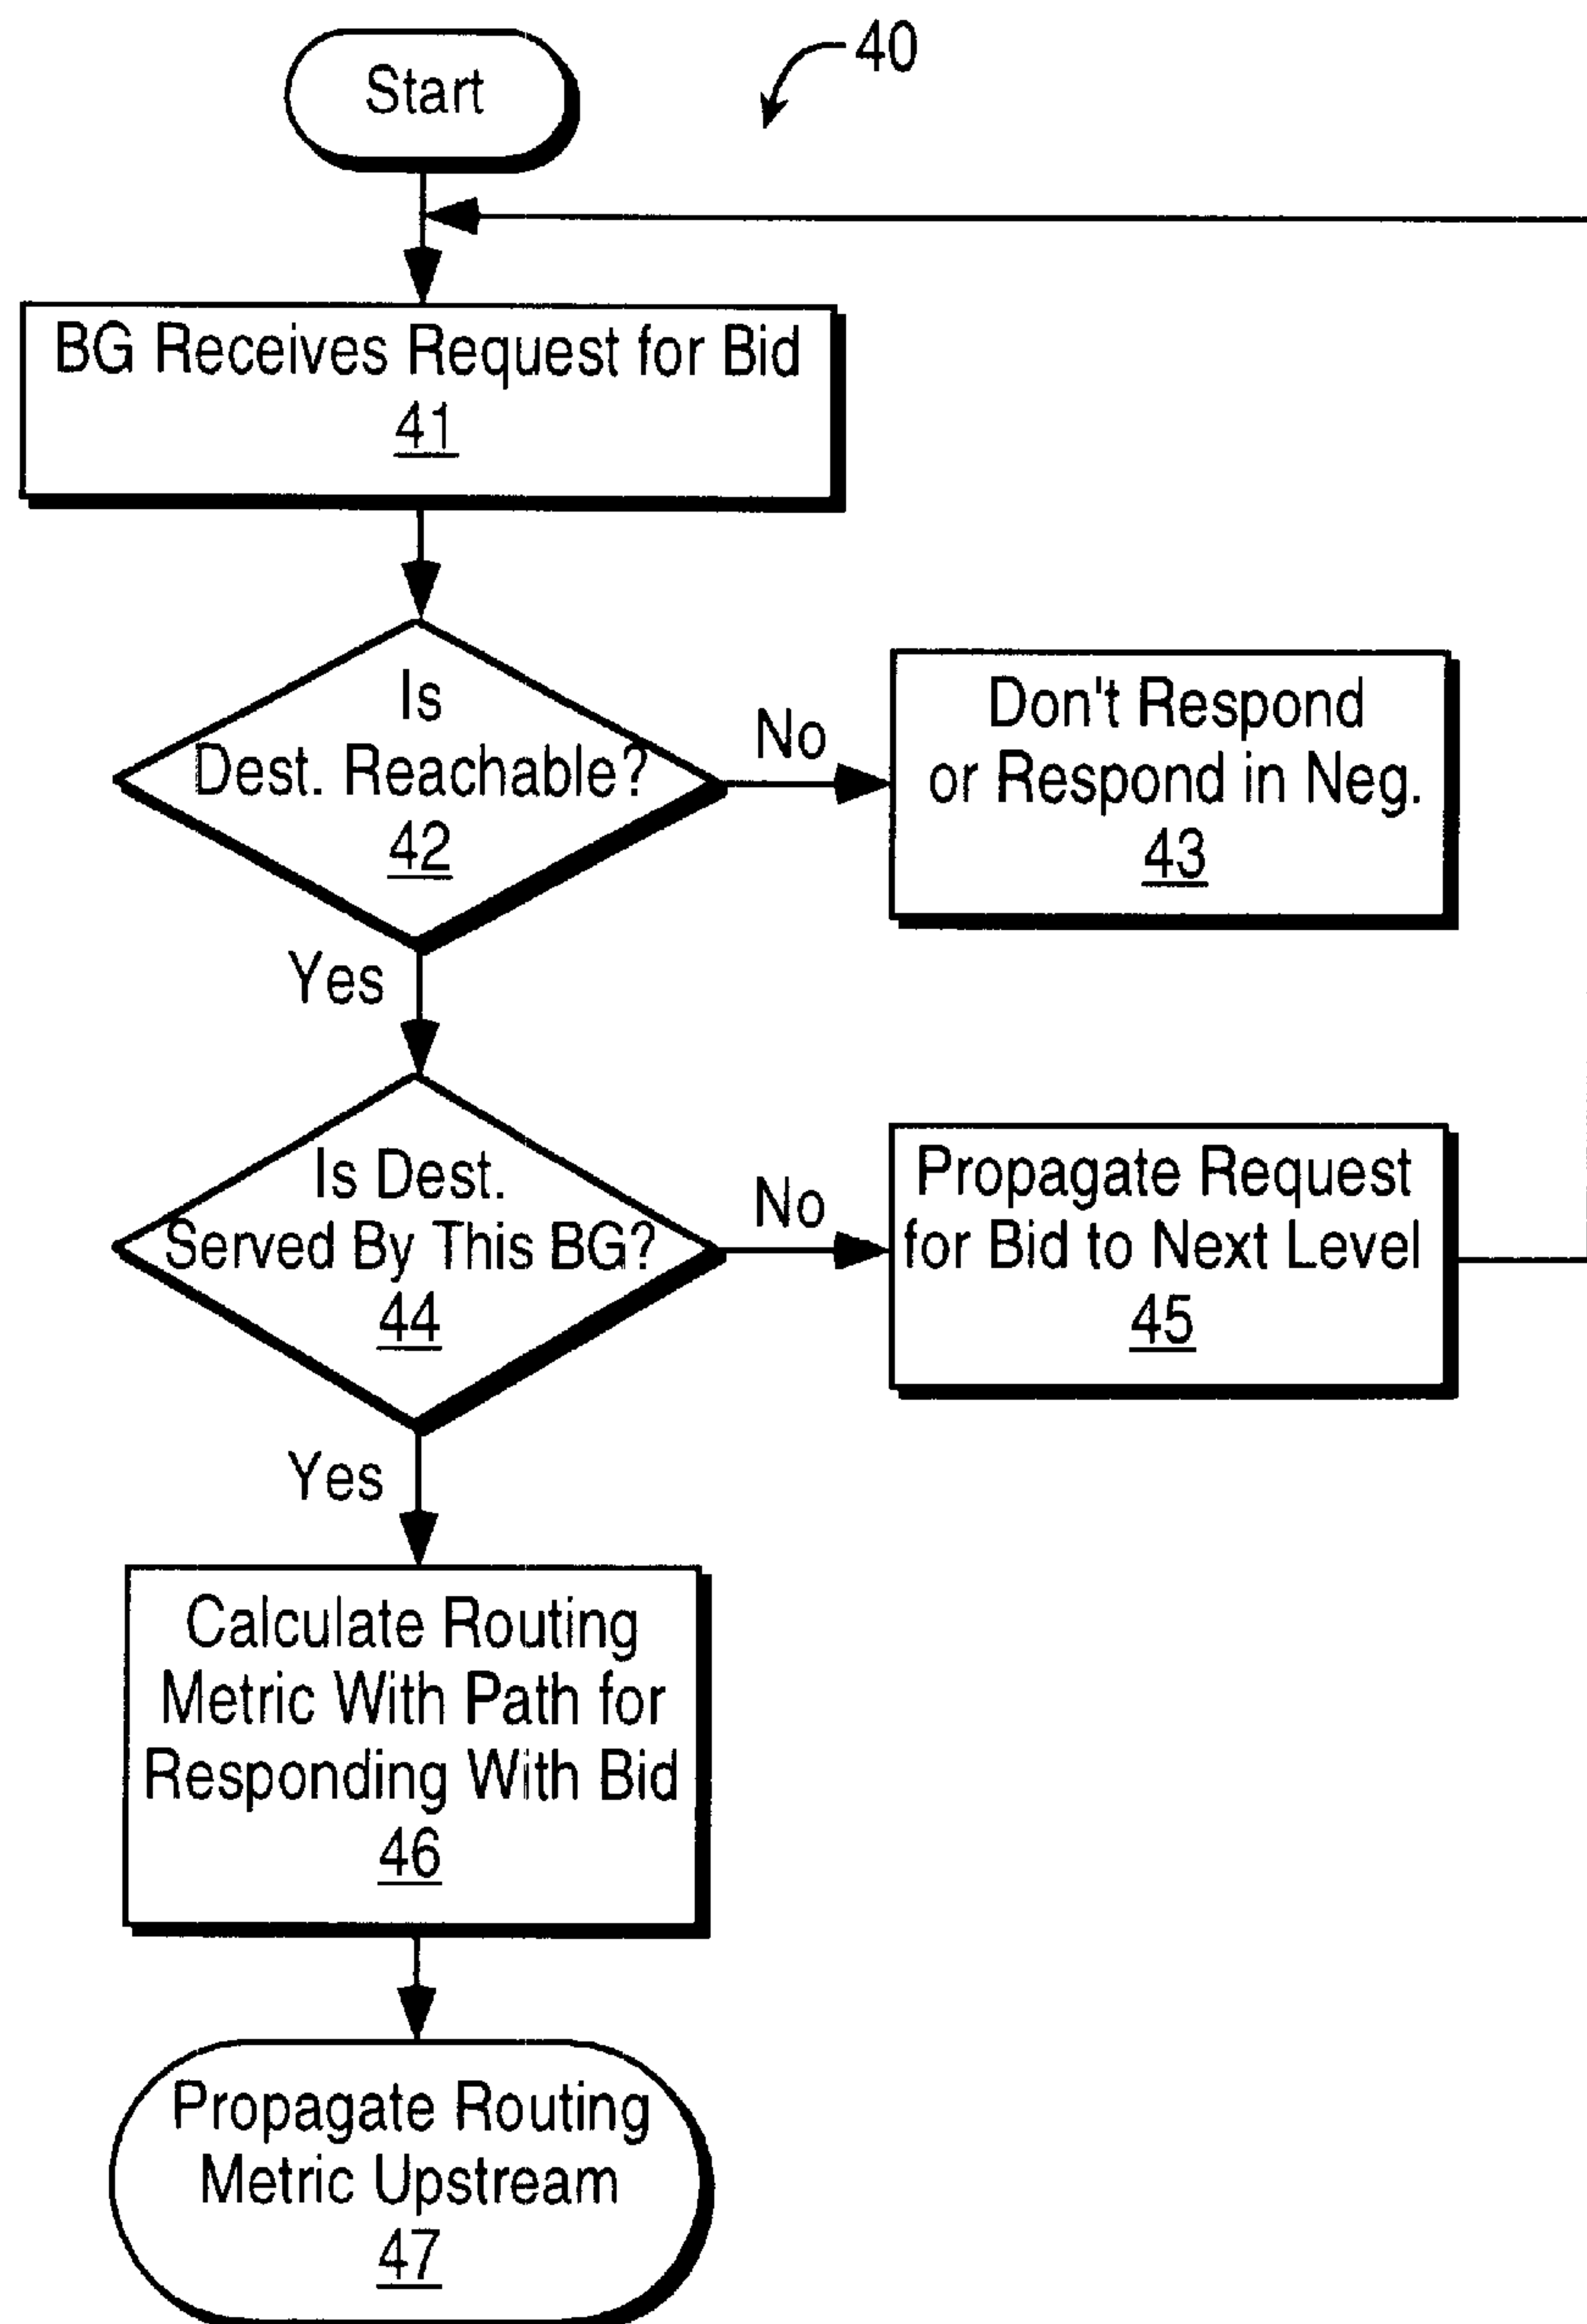 Start
40
BG Receives Request for Bid
41
Is
Dest. Reachable?
42
No
Don't Respond
or Respond in Neg.
43
Yes
Is Dest.
Served By This BG?
44
No
Propagate Request
for Bid to Next Level
45
Yes
Calculate Routing
Metric With Path for
Responding With Bid
46
Propagate Routing
Metric Upstream
47